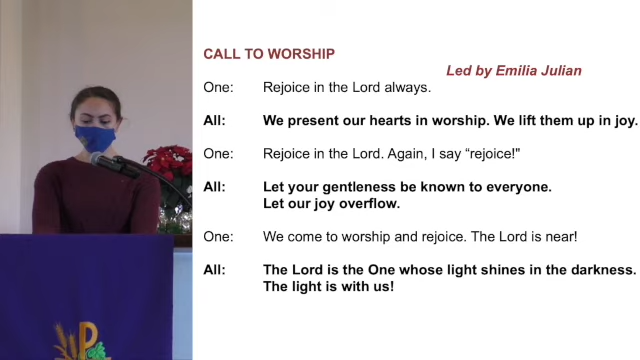 CALL TO WORSHIP
Led by Emilia Julian
One: Rejoice in the Lord always.
All: We present our hearts in worship. We lift them up in joy.
One: Rejoice in the Lord. Again, I say “rejoice!"
All: Let your gentleness be known to everyone.
Let our joy overflow.
One: We come to worship and rejoice. The Lord is near!
All: The Lord is the One whose light shines in the darkness.
The light is with us!